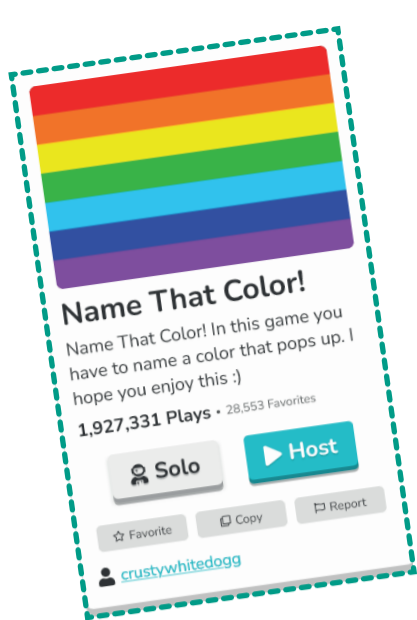 Name That Color!
Name That Color! In this game you
have to name a color that pops up. I
hope you enjoy this :)
1,927,331 Plays • 28,553 Favorites
Solo Host
Favorite Copy Report
crustywhitedogg